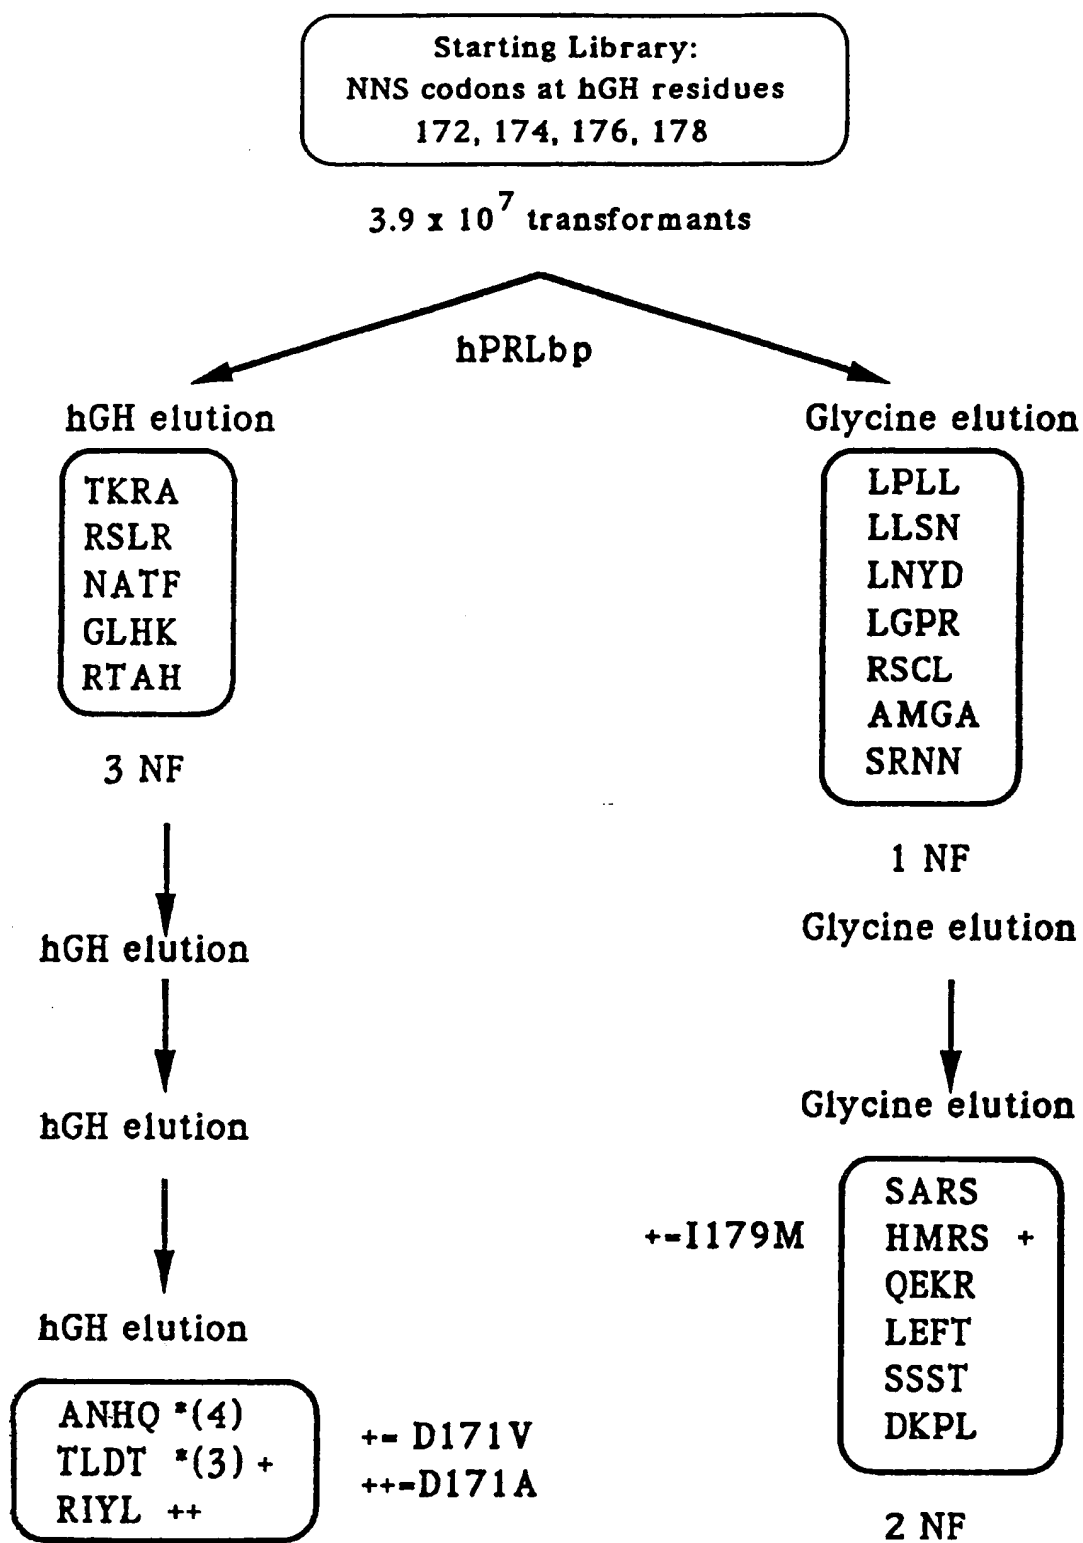 Starting Library:
NNS codons at hGH residues
172, 174, 176, 178
3.9 x 10^7 transformants
hPRLbp
hGH elution
TKRA
RSLR
NATF
GLHK
RTAH
3 NF
hGH elution
hGH elution
hGH elution
ANHQ *(4)
TLDT *(3) +
RIYL ++
+= D171V
++=D171A
Glycine elution
LPLL
LLSN
LNYD
LGPR
RSCL
AMGA
SRNN
1 NF
Glycine elution
Glycine elution
+=I179M
SARS
HMRS +
QEKR
LEFT
SSST
DKPL
2 NF